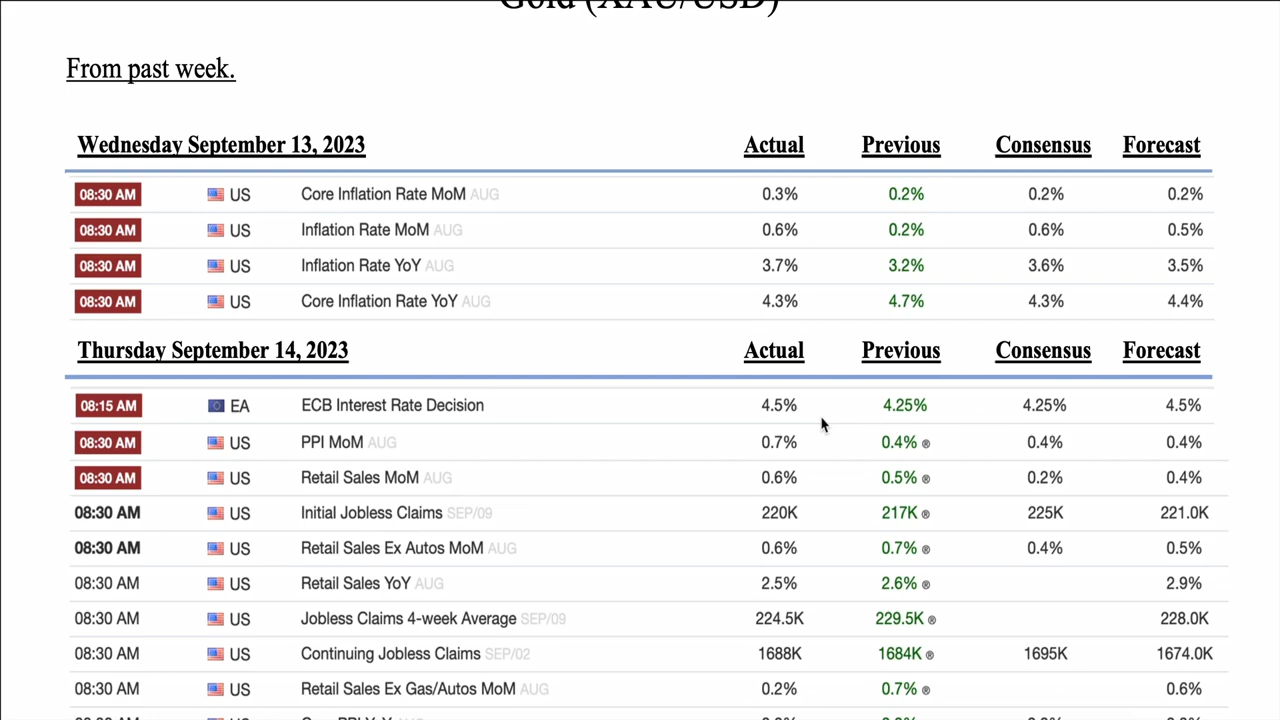 Gold (XAU/USD)
From past week.
Wednesday September 13, 2023 Actual Previous Consensus Forecast
08:30 AM US Core Inflation Rate MoM AUG 0.3% 0.2% 0.2% 0.2%
08:30 AM US Inflation Rate MoM AUG 0.6% 0.2% 0.6% 0.5%
08:30 AM US Inflation Rate YoY AUG 3.7% 3.2% 3.6% 3.5%
08:30 AM US Core Inflation Rate YoY AUG 4.3% 4.7% 4.3% 4.4%
Thursday September 14, 2023 Actual Previous Consensus Forecast
08:15 AM EA ECB Interest Rate Decision 4.5% 4.25% 4.25% 4.5%
08:30 AM US PPI MoM AUG 0.7% 0.4% ® 0.4% 0.4%
08:30 AM US Retail Sales MoM AUG 0.6% 0.5% ® 0.2% 0.4%
08:30 AM US Initial Jobless Claims SEP/09 220K 217K ® 225K 221.0K
08:30 AM US Retail Sales Ex Autos MoM AUG 0.6% 0.7% ® 0.4% 0.5%
08:30 AM US Retail Sales YoY AUG 2.5% 2.6% ® 2.9%
08:30 AM US Jobless Claims 4-week Average SEP/09 224.5K 229.5K ® 228.0K
08:30 AM US Continuing Jobless Claims SEP/02 1688K 1684K ® 1695K 1674.0K
08:30 AM US Retail Sales Ex Gas/Autos MoM AUG 0.2% 0.7% ® 0.6%